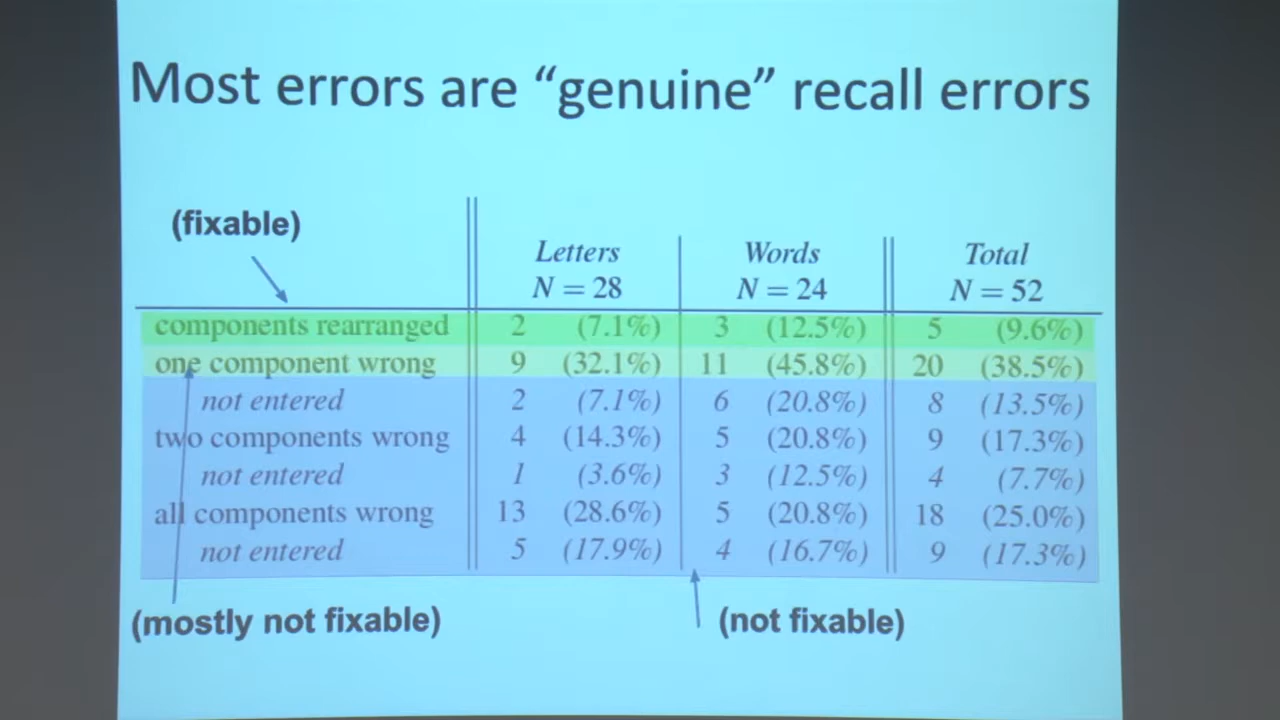 Most errors are “genuine” recall errors
(fixable)
Letters Words Total
N = 28 N = 24 N = 52
components rearranged 2 (7.1%) 3 (12.5%) 5 (9.6%)
one component wrong 9 (32.1%) 11 (45.8%) 20 (38.5%)
not entered 2 (7.1%) 6 (20.8%) 8 (13.5%)
two components wrong 4 (14.3%) 5 (20.8%) 9 (17.3%)
not entered 1 (3.6%) 3 (12.5%) 4 (7.7%)
all components wrong 13 (28.6%) 5 (20.8%) 18 (25.0%)
not entered 5 (17.9%) 4 (16.7%) 9 (17.3%)
(mostly not fixable) (not fixable)